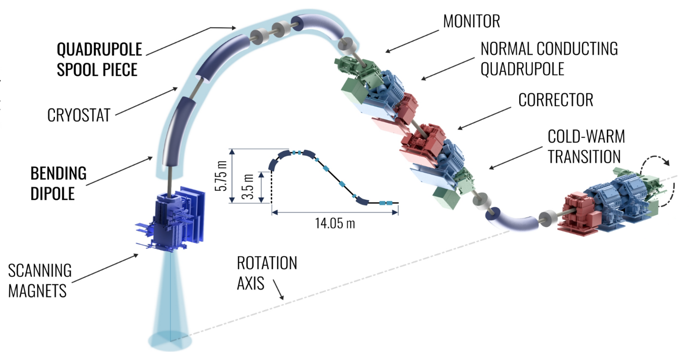 MONITOR
QUADRUPOLE
SPOOL PIECE
NORMAL CONDUCTING
QUADRUPOLE
CRYOSTAT
CORRECTOR
COLD-WARM
TRANSITION
BENDING
DIPOLE
5.75 m
3.5 m
14.05 m
SCANNING
MAGNETS
ROTATION
AXIS